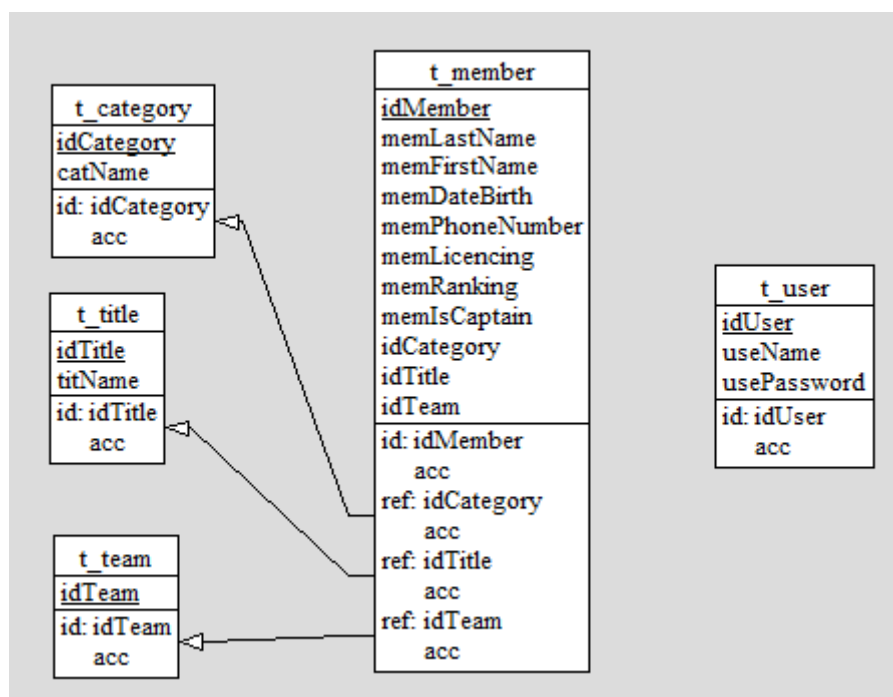 t_category
idCategory
catName
id: idCategory
acc
t_title
idTitle
titName
id: idTitle
acc
t_team
idTeam
id: idTeam
acc
t_member
idMember
memLastName
memFirstName
memDateBirth
memPhoneNumber
memLicencing
memRanking
memIsCaptain
idCategory
idTitle
idTeam
id: idMember
acc
ref: idCategory
acc
ref: idTitle
acc
ref: idTeam
acc
t_user
idUser
useName
usePassword
id: idUser
acc